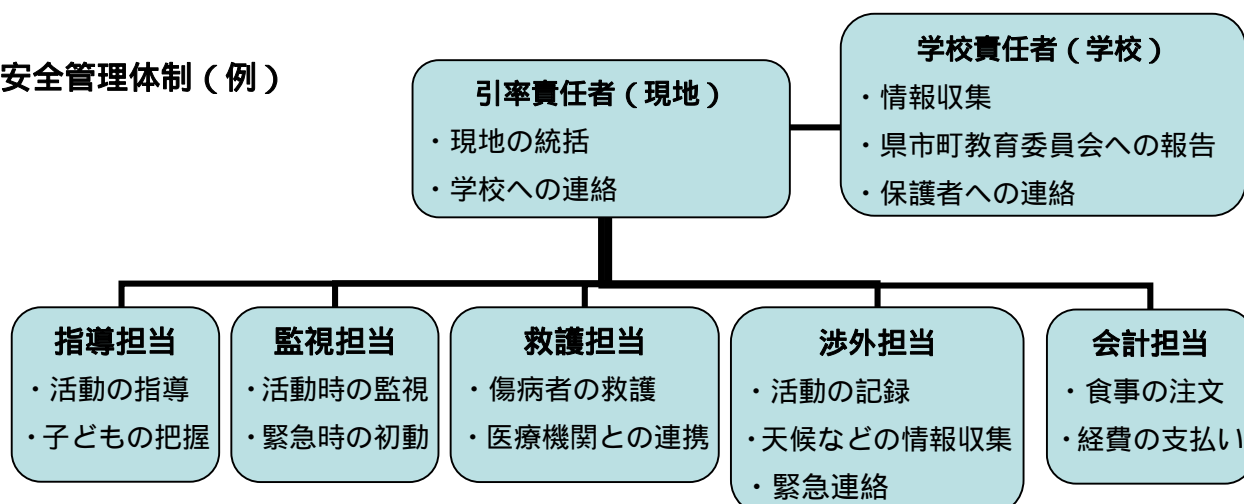 安全管理体制（例）
引率責任者（現地）
・現地の統括
・学校への連絡
学校責任者（学校）
・情報収集
・県市町教育委員会への報告
・保護者への連絡
指導担当
・活動の指導
・子どもの把握
監視担当
・活動時の監視
・緊急時の初動
救護担当
・傷病者の救護
・医療機関との連携
渉外担当
・活動の記録
・天候などの情報収集
・緊急連絡
会計担当
・食事の注文
・経費の支払い